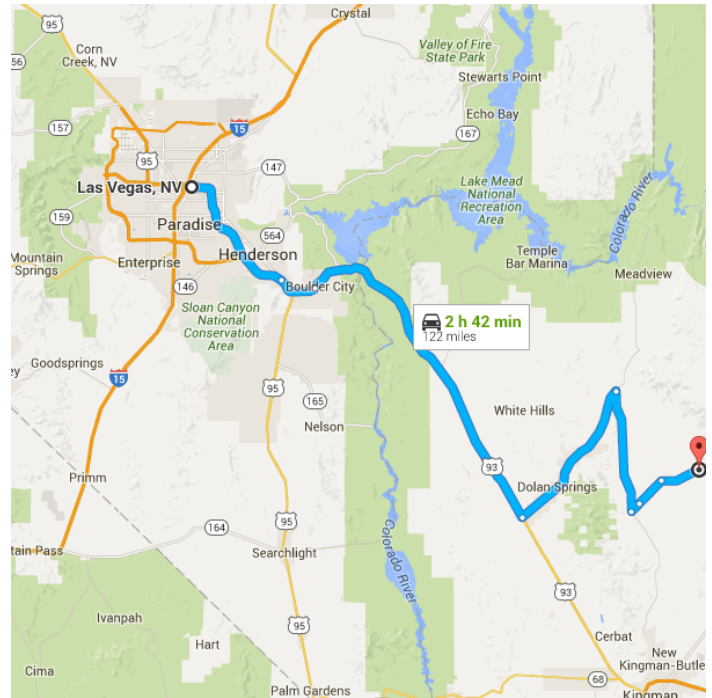 95
Crystal
Corn
Creek, NV
56
Valley of Fire
State Park
Stewarts Point
Echo Bay
15
157
95
167
147
Las Vegas, NV
Lake Mead
National
Recreation
Area
159
Paradise
564
Colorado River
Henderson
Mountain
Springs
Enterprise
Temple
Bar Marina
Meadview
146
Boulder City
Sloan Canyon
National
Conservation
Area
2 h 42 min
122 miles
Goodsprings
15
95
165
White Hills
Nelson
93
Primm
Dolan Springs
164
95
tain Pass
Searchlight
Colorado River
93
Ivanpah
95
Cerbat
Hart
New
Kingman-Butler
Cima
68
Palm Gardens
Kingman